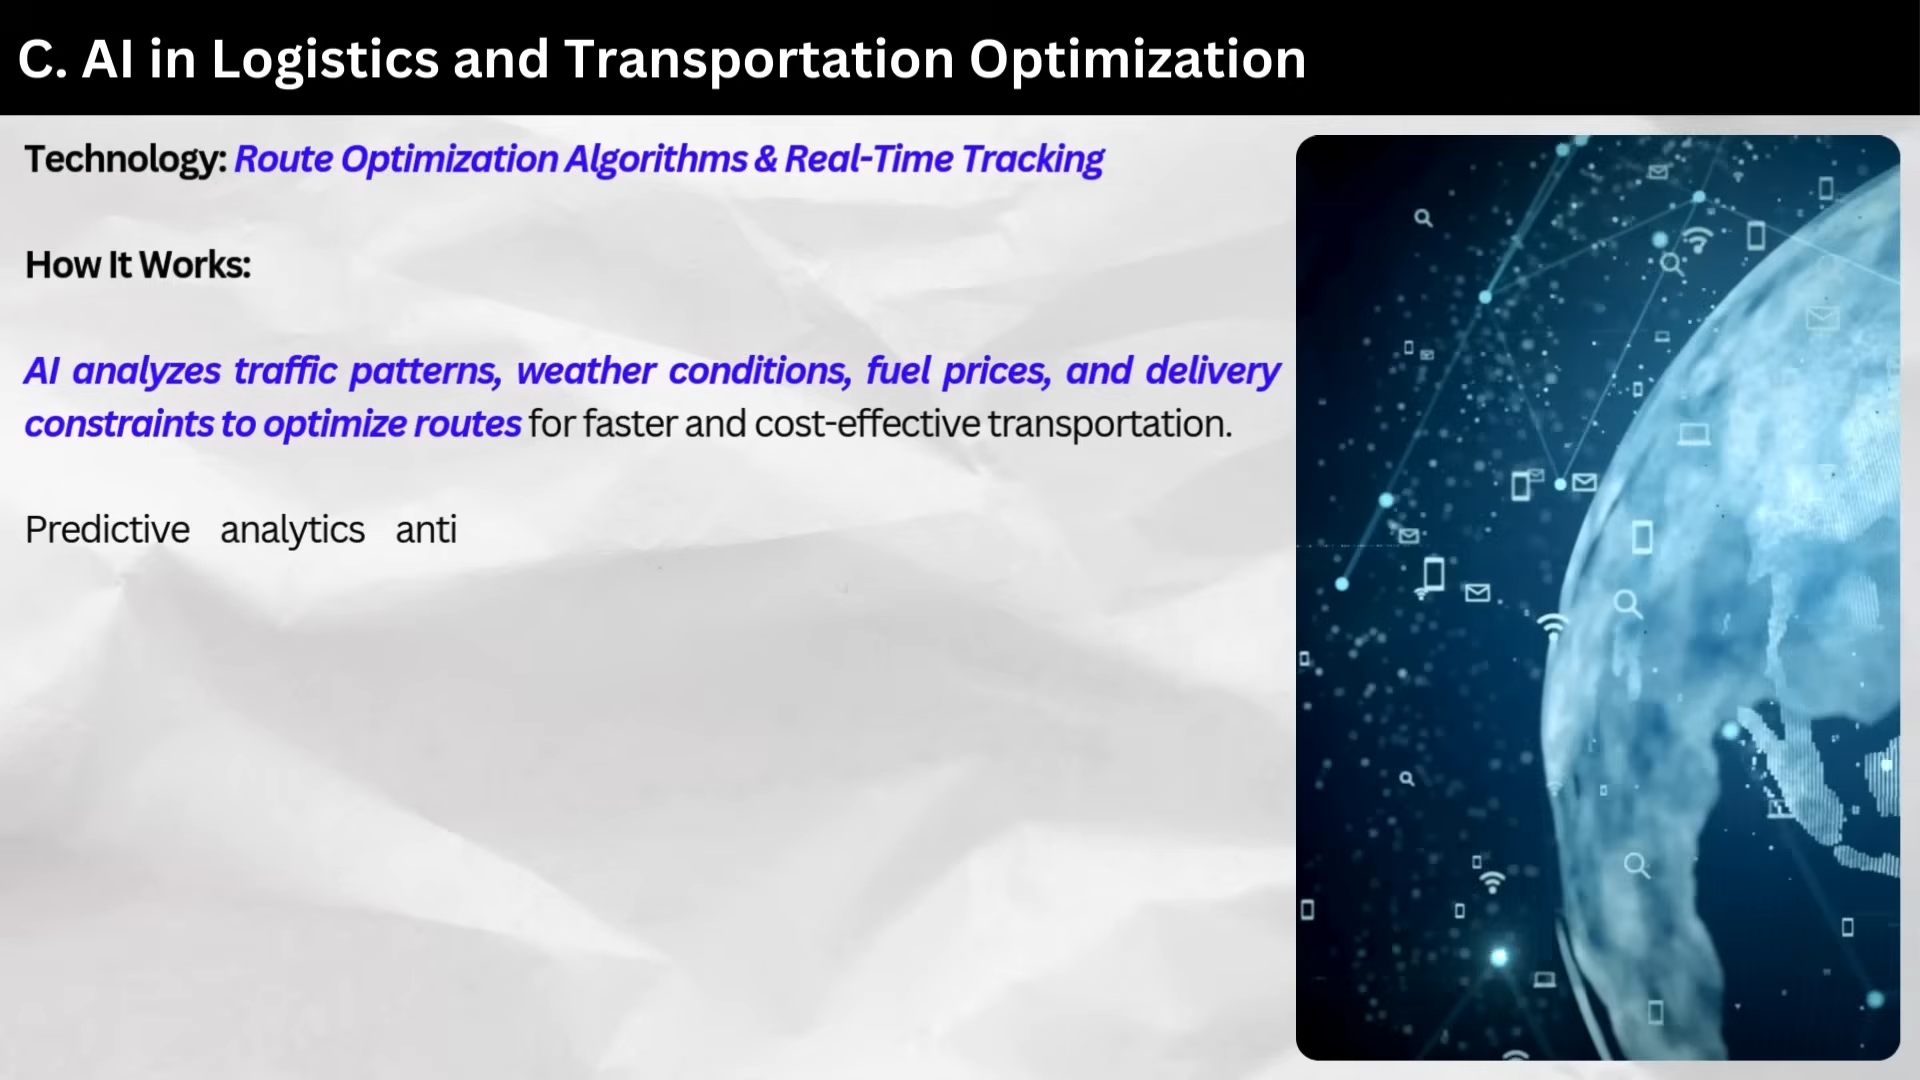 C. AI in Logistics and Transportation Optimization
Technology: Route Optimization Algorithms & Real-Time Tracking
How It Works:
AI analyzes traffic patterns, weather conditions, fuel prices, and delivery
constraints to optimize routes for faster and cost-effective transportation.
Predictive analytics anti